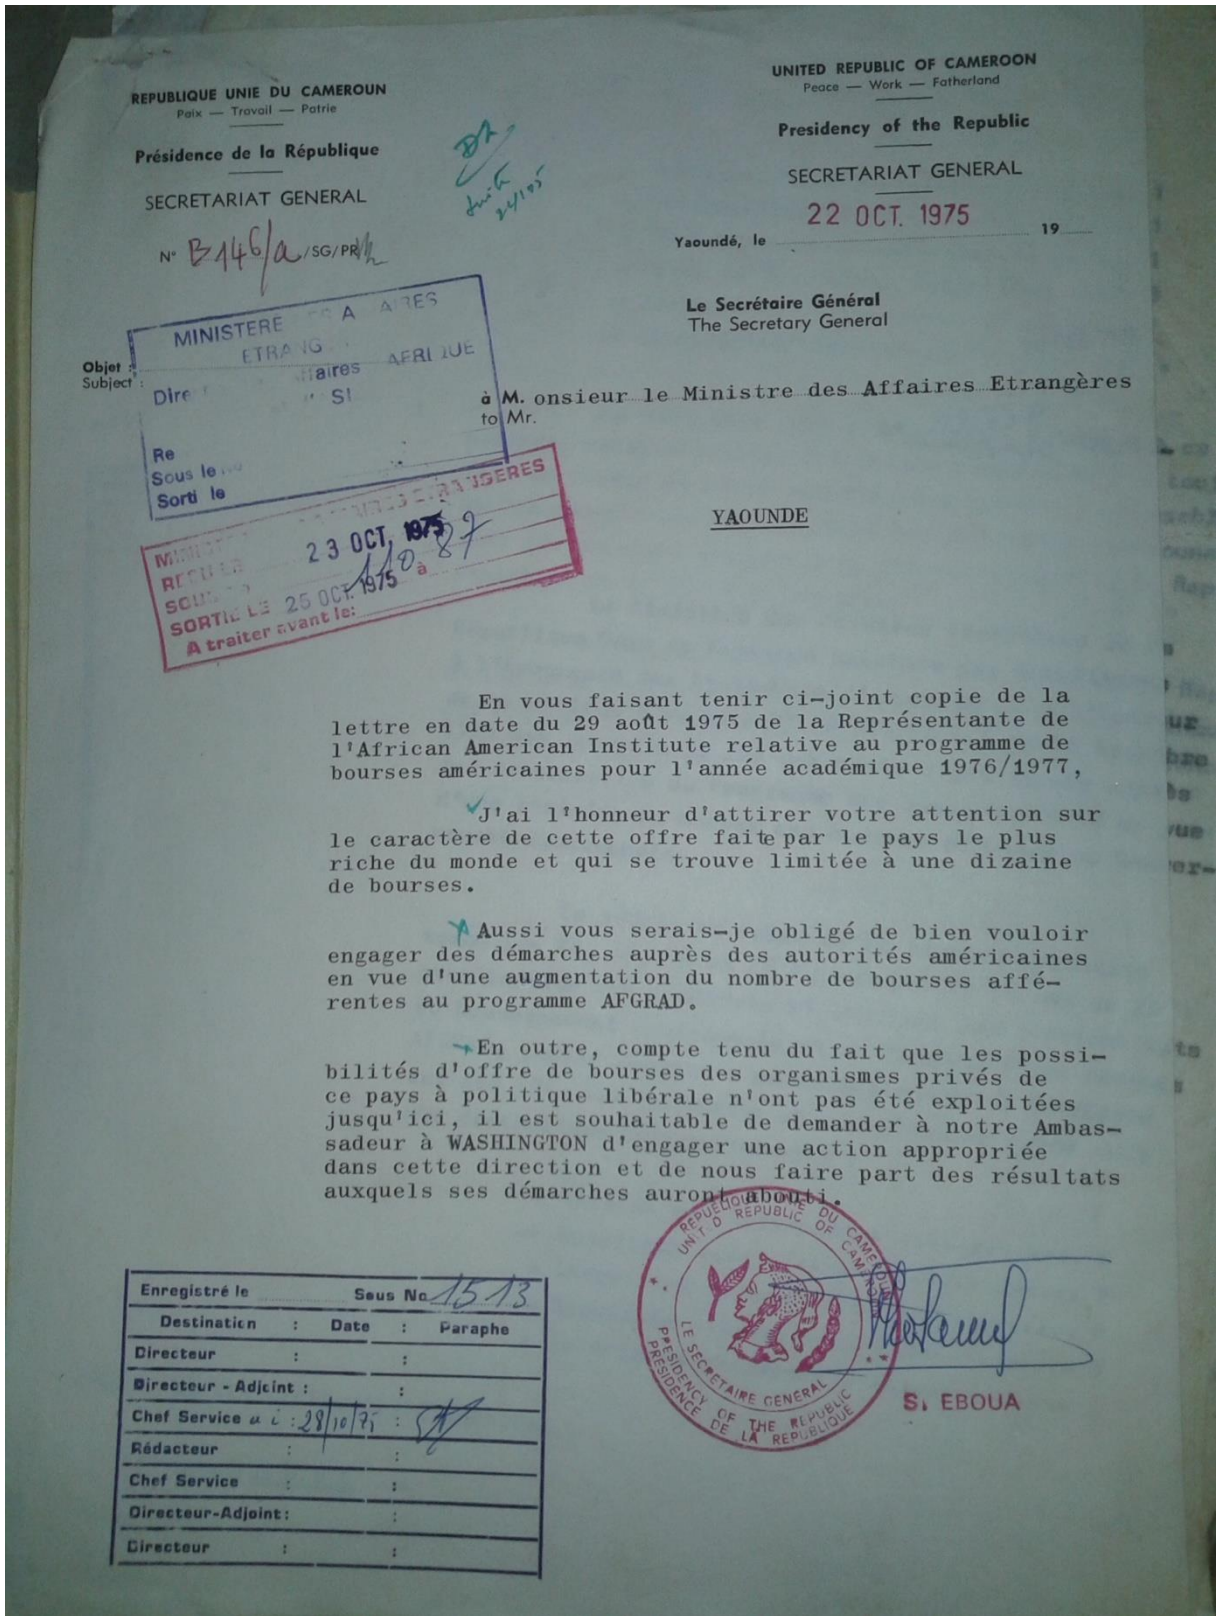 REPUBLIQUE UNIE DU CAMEROUN
Paix — Travail — Patrie
Présidence de la République
SECRETARIAT GENERAL
N° B146/a/SG/PR
UNITED REPUBLIC OF CAMEROON
Peace — Work — Fatherland
Presidency of the Republic
SECRETARIAT GENERAL
22 OCT. 1975
Yaoundé, le 19
Le Secrétaire Général
The Secretary General
Objet :
Subject :
à M. onsieur le Ministre des Affaires Etrangères
to Mr.
MINISTERE
Sous le
Sorti le
23 OCT. 1975
11087
SORTIE LE 25 OCT. 1975 à
A traiter avant le:
YAOUNDE
En vous faisant tenir ci-joint copie de la
lettre en date du 29 août 1975 de la Représentante de
l'African American Institute relative au programme de
bourses américaines pour l'année académique 1976/1977,
J'ai l'honneur d'attirer votre attention sur
le caractère de cette offre faite par le pays le plus
riche du monde et qui se trouve limitée à une dizaine
de bourses.
Aussi vous serais-je obligé de bien vouloir
engager des démarches auprès des autorités américaines
en vue d'une augmentation du nombre de bourses affé-
rentes au programme AFGRAD.
En outre, compte tenu du fait que les possi-
bilités d'offre de bourses des organismes privés de
ce pays à politique libérale n'ont pas été exploitées
jusqu'ici, il est souhaitable de demander à notre Ambas-
sadeur à WASHINGTON d'engager une action appropriée
dans cette direction et de nous faire part des résultats
auxquels ses démarches auront abouti.
REPUBLIQUE UNIE DU CAMEROUN
UNITED REPUBLIC OF CAMEROON
LE SECRETAIRE GENERAL
PRESIDENCY OF THE REPUBLIC
PRESIDENCE DE LA REPUBLIQUE
S. EBOUA
Enregistré le Sous No 1513
Destination : Date : Paraphe
Directeur : :
Directeur - Adjoint : :
Chef Service a i : 28/10/75 :
Rédacteur : :
Chef Service : :
Directeur-Adjoint : :
Directeur : :